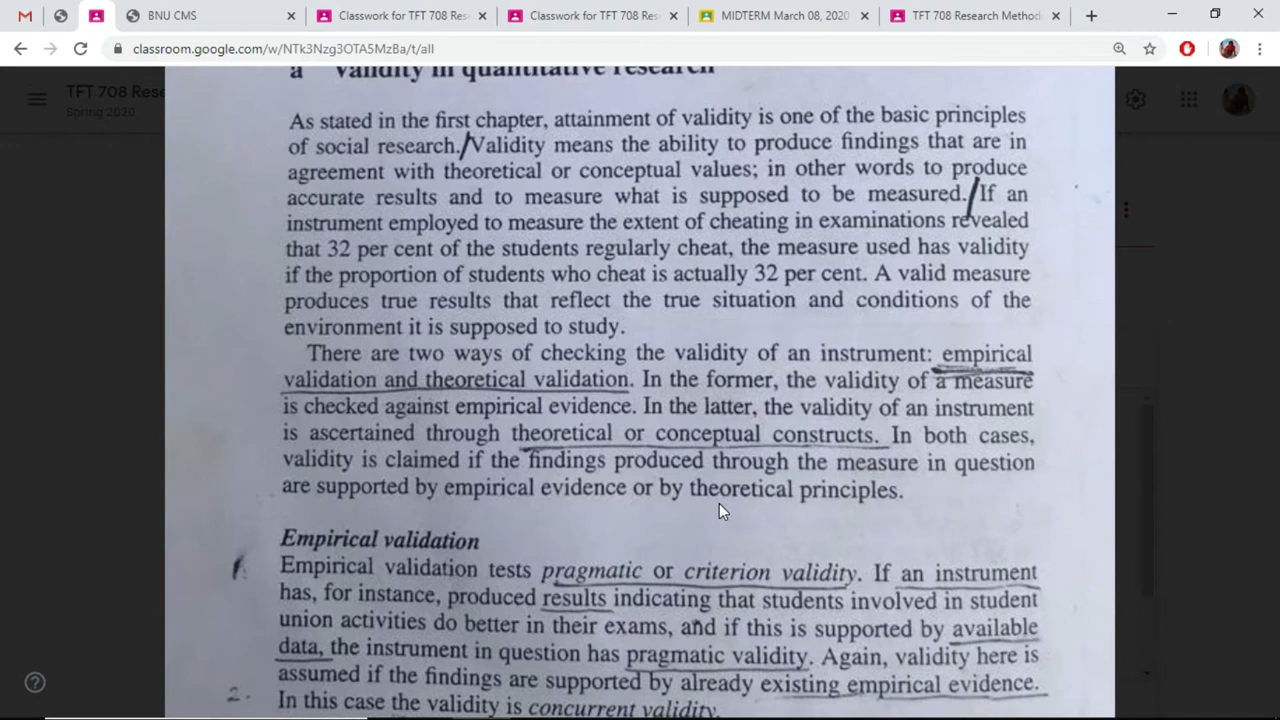 BNU CMS
Classwork for TFT 708 Res
Classwork for TFT 708 Res
MIDTERM March 08, 2020
TFT 708 Research Method
classroom.google.com/w/NTk3Nzg3OTA5MzBa/t/all
TFT 708 Rese
Spring 2020
a Validity in quantitative research
As stated in the first chapter, attainment of validity is one of the basic principles
of social research. Validity means the ability to produce findings that are in
agreement with theoretical or conceptual values; in other words to produce
accurate results and to measure what is supposed to be measured. If an
instrument employed to measure the extent of cheating in examinations revealed
that 32 per cent of the students regularly cheat, the measure used has validity
if the proportion of students who cheat is actually 32 per cent. A valid measure
produces true results that reflect the true situation and conditions of the
environment it is supposed to study.
There are two ways of checking the validity of an instrument: empirical
validation and theoretical validation. In the former, the validity of a measure
is checked against empirical evidence. In the latter, the validity of an instrument
is ascertained through theoretical or conceptual constructs. In both cases,
validity is claimed if the findings produced through the measure in question
are supported by empirical evidence or by theoretical principles.
Empirical validation
Empirical validation tests pragmatic or criterion validity. If an instrument
has, for instance, produced results indicating that students involved in student
union activities do better in their exams, and if this is supported by available
data, the instrument in question has pragmatic validity. Again, validity here is
assumed if the findings are supported by already existing empirical evidence.
2.
In this case the validity is concurrent validity.